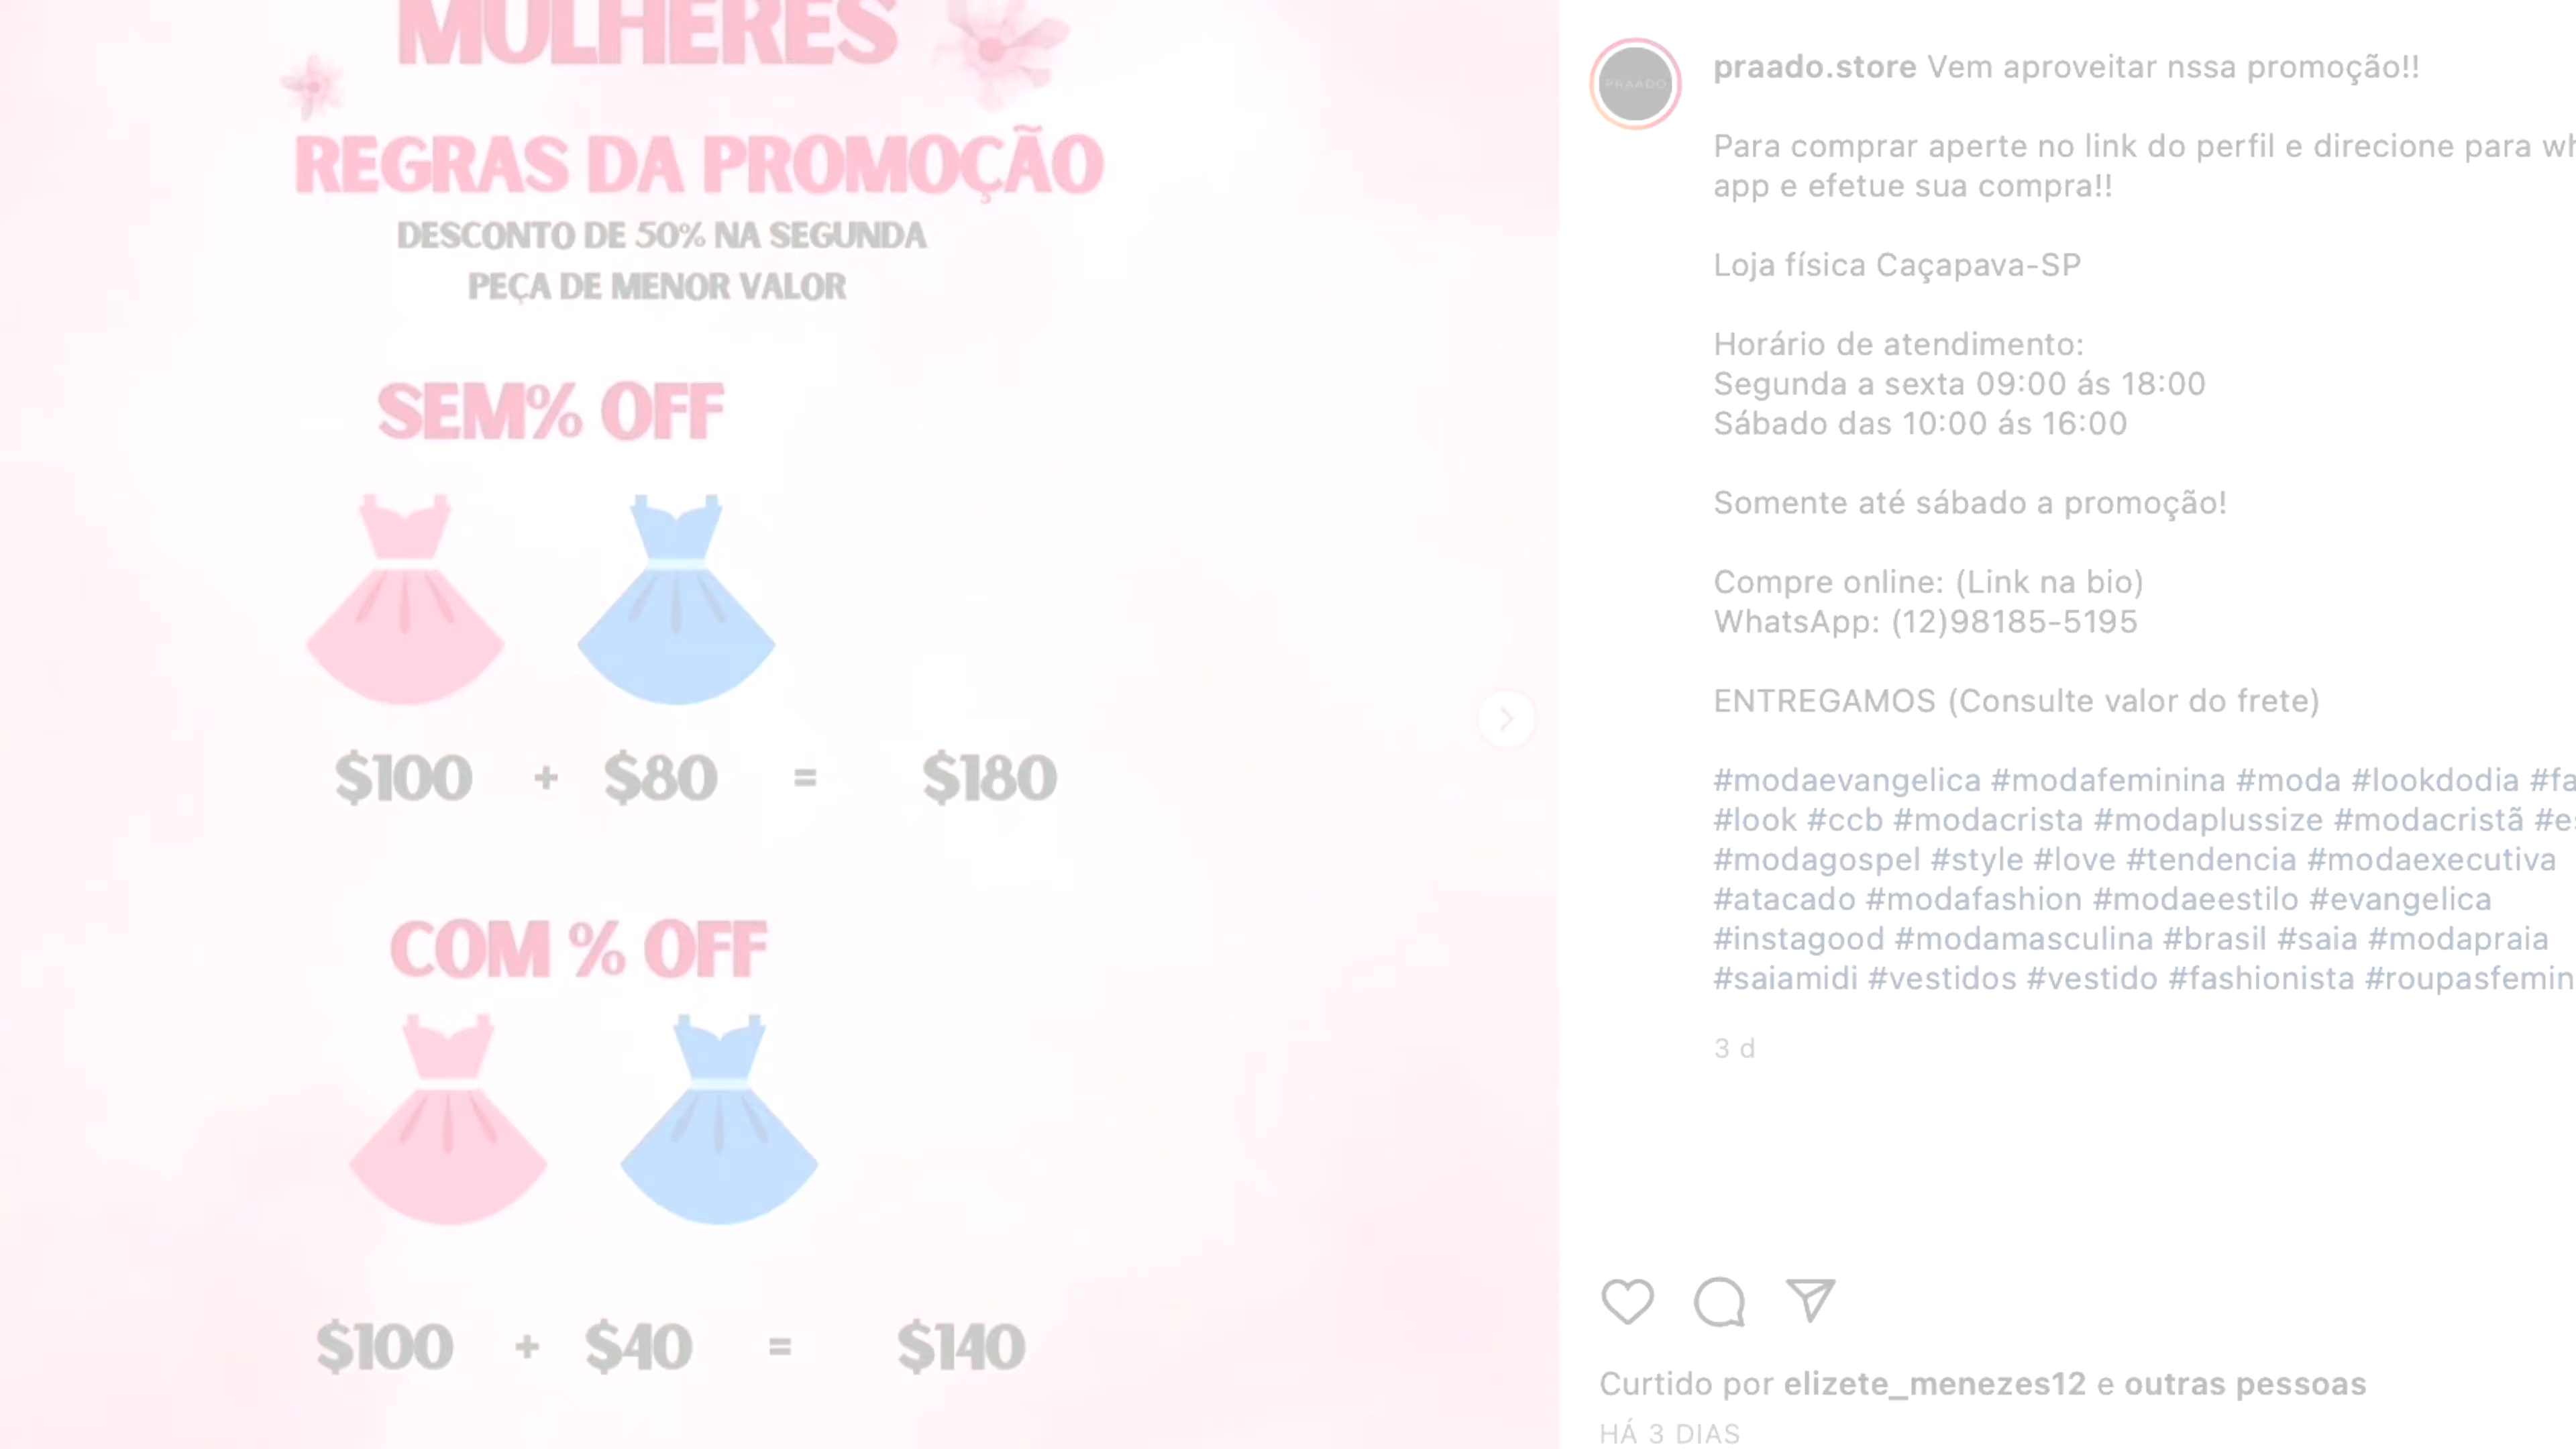 MULHERES
REGRAS DA PROMOÇÃO
DESCONTO DE 50% NA SEGUNDA
PEÇA DE MENOR VALOR
SEM% OFF
$100 + $80 = $180
COM % OFF
$100 + $40 = $140
PRAADO
praado.store Vem aproveitar nssa promoção!!
Para comprar aperte no link do perfil e direcione para wh
app e efetue sua compra!!
Loja física Caçapava-SP
Horário de atendimento:
Segunda a sexta 09:00 ás 18:00
Sábado das 10:00 ás 16:00
Somente até sábado a promoção!
Compre online: (Link na bio)
WhatsApp: (12)98185-5195
ENTREGAMOS (Consulte valor do frete)
#modaevangelica #modafeminina #moda #lookdodia #fa
#look #ccb #modacrista #modaplussize #modacristã #es
#modagospel #style #love #tendencia #modaexecutiva
#atacado #modafashion #modaeestilo #evangelica
#instagood #modamasculina #brasil #saia #modapraia
#saiamidi #vestidos #vestido #fashionista #roupasfemin
3 d
Curtido por elizete_menezes12 e outras pessoas
HÁ 3 DIAS